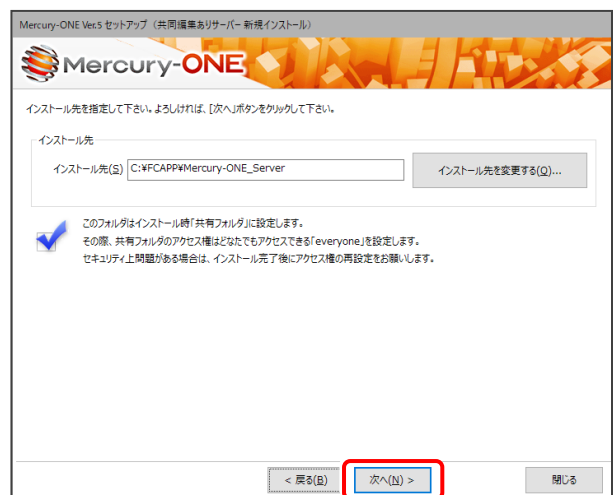 Mercury-ONE Ver.5 セットアップ（共同編集ありサーバー 新規インストール）
Mercury-ONE
インストール先を指定して下さい。よろしければ、[次へ]ボタンをクリックして下さい。
インストール先
インストール先(S) C:¥FCAPP¥Mercury-ONE_Server インストール先を変更する(Q)...
このフォルダはインストール時「共有フォルダ」に設定します。
その際、共有フォルダのアクセス権はどなたでもアクセスできる「everyone」を設定します。
セキュリティ上問題がある場合は、インストール完了後にアクセス権の再設定をお願いします。
< 戻る(B) 次へ(N) > 閉じる